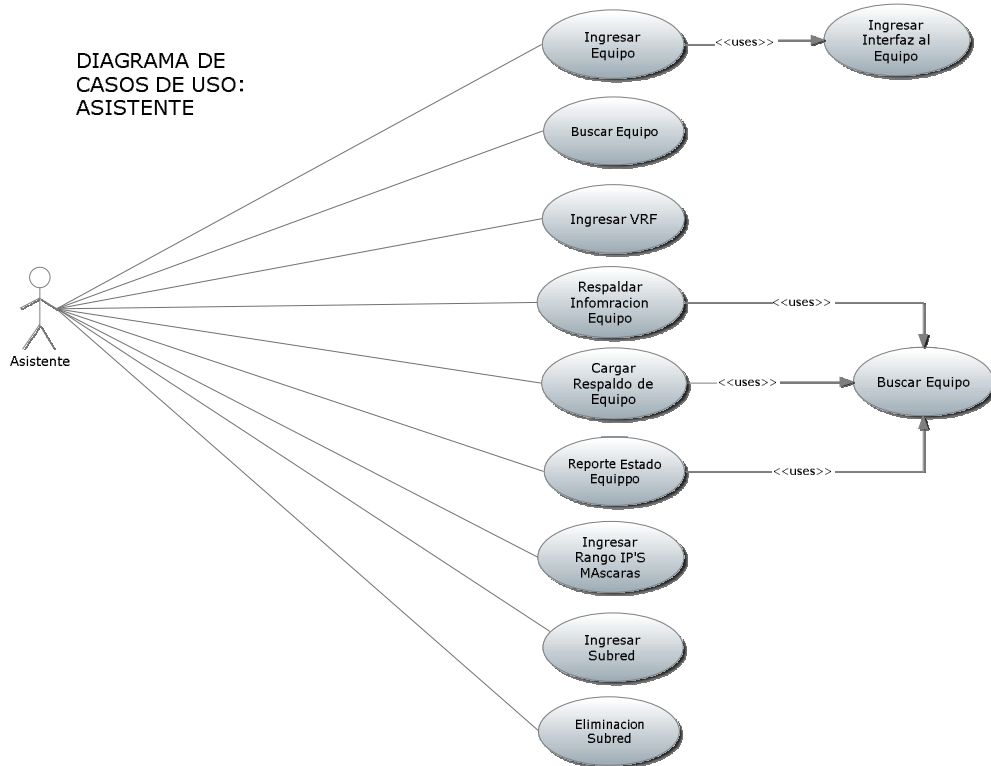 DIAGRAMA DE
CASOS DE USO:
ASISTENTE
Ingresar
Equipo
<<uses>>
Ingresar
Interfaz al
Equipo
Buscar Equipo
Ingresar VRF
Respaldar
Infomracion
Equipo
<<uses>>
Asistente
Cargar
Respaldo de
Equipo
<<uses>>
Buscar Equipo
Reporte Estado
Equippo
<<uses>>
Ingresar
Rango IP'S
MAscaras
Ingresar
Subred
Eliminacion
Subred